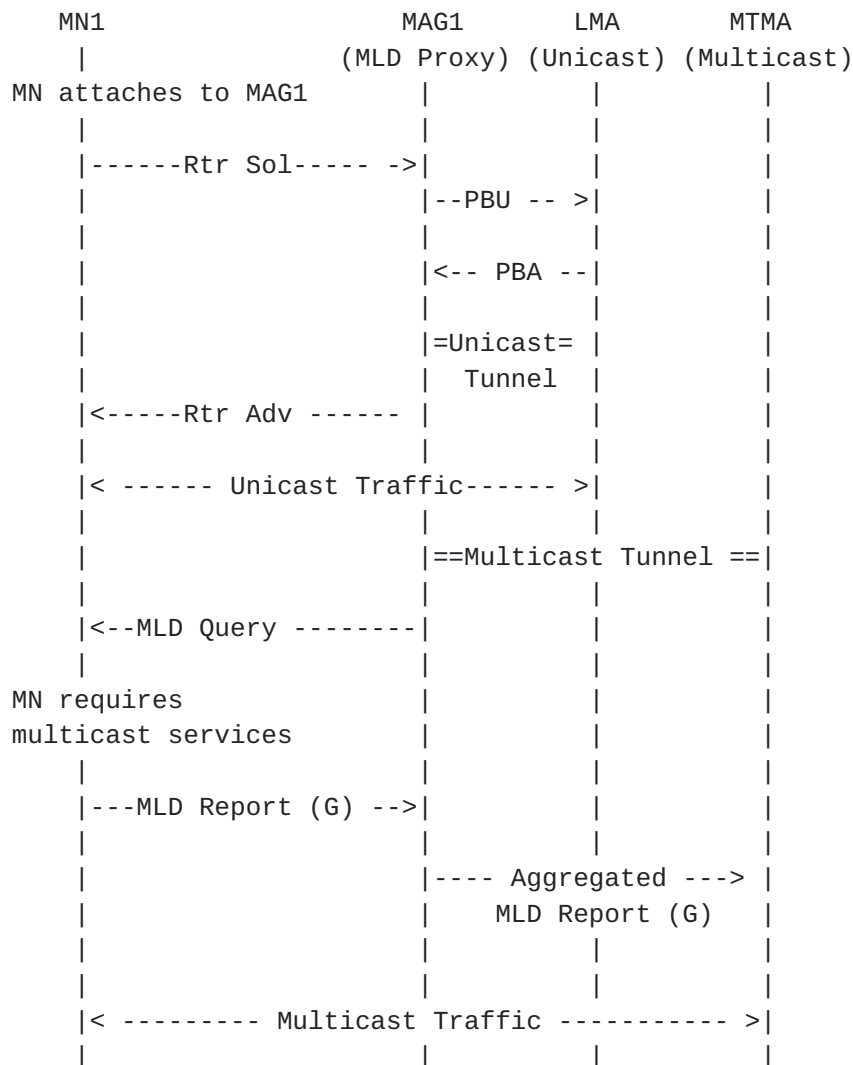 MN1 MAG1 LMA MTMA
| (MLD Proxy) (Unicast) (Multicast)
MN attaches to MAG1 | | |
| | | |
|------Rtr Sol----- ->| | |
| |--PBU -- >| |
| | | |
| |<-- PBA --| |
| | | |
| |=Unicast= | |
| | Tunnel | |
|<-----Rtr Adv ------ | | |
| | | |
|< ------ Unicast Traffic------ >| |
| | | |
| |==Multicast Tunnel ==|
| | | |
|<--MLD Query --------| | |
| | | |
MN requires | | |
multicast services | | |
| | | |
|---MLD Report (G) -->| | |
| | | |
| |---- Aggregated ---> |
| | MLD Report (G) |
| | | |
| | | |
|< --------- Multicast Traffic ----------- >|
| | | |